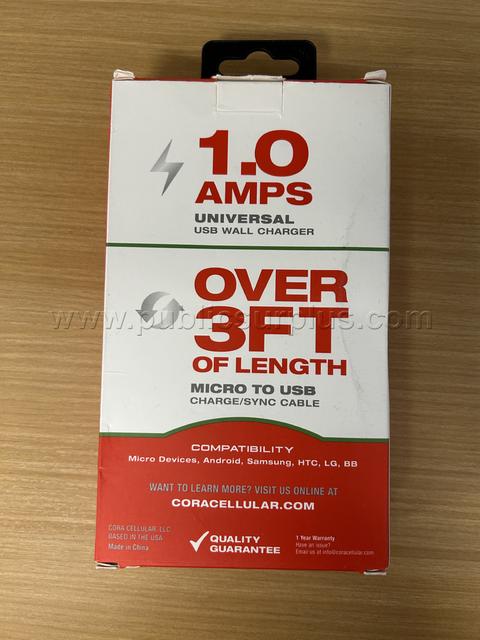 1.0
AMPS
UNIVERSAL
USB WALL CHARGER
OVER
3FT
OF LENGTH
www.publicsurplus.com
MICRO TO USB
CHARGE/SYNC CABLE
COMPATIBILITY
Micro Devices, Android, Samsung, HTC, LG, BB
WANT TO LEARN MORE? VISIT US ONLINE AT
CORACELLULAR.COM
CORA CELLULAR, LLC
BASED IN THE USA
Made in China
QUALITY
GUARANTEE
1 Year Warranty
Have an issue?
Email us at info@coracellular.com